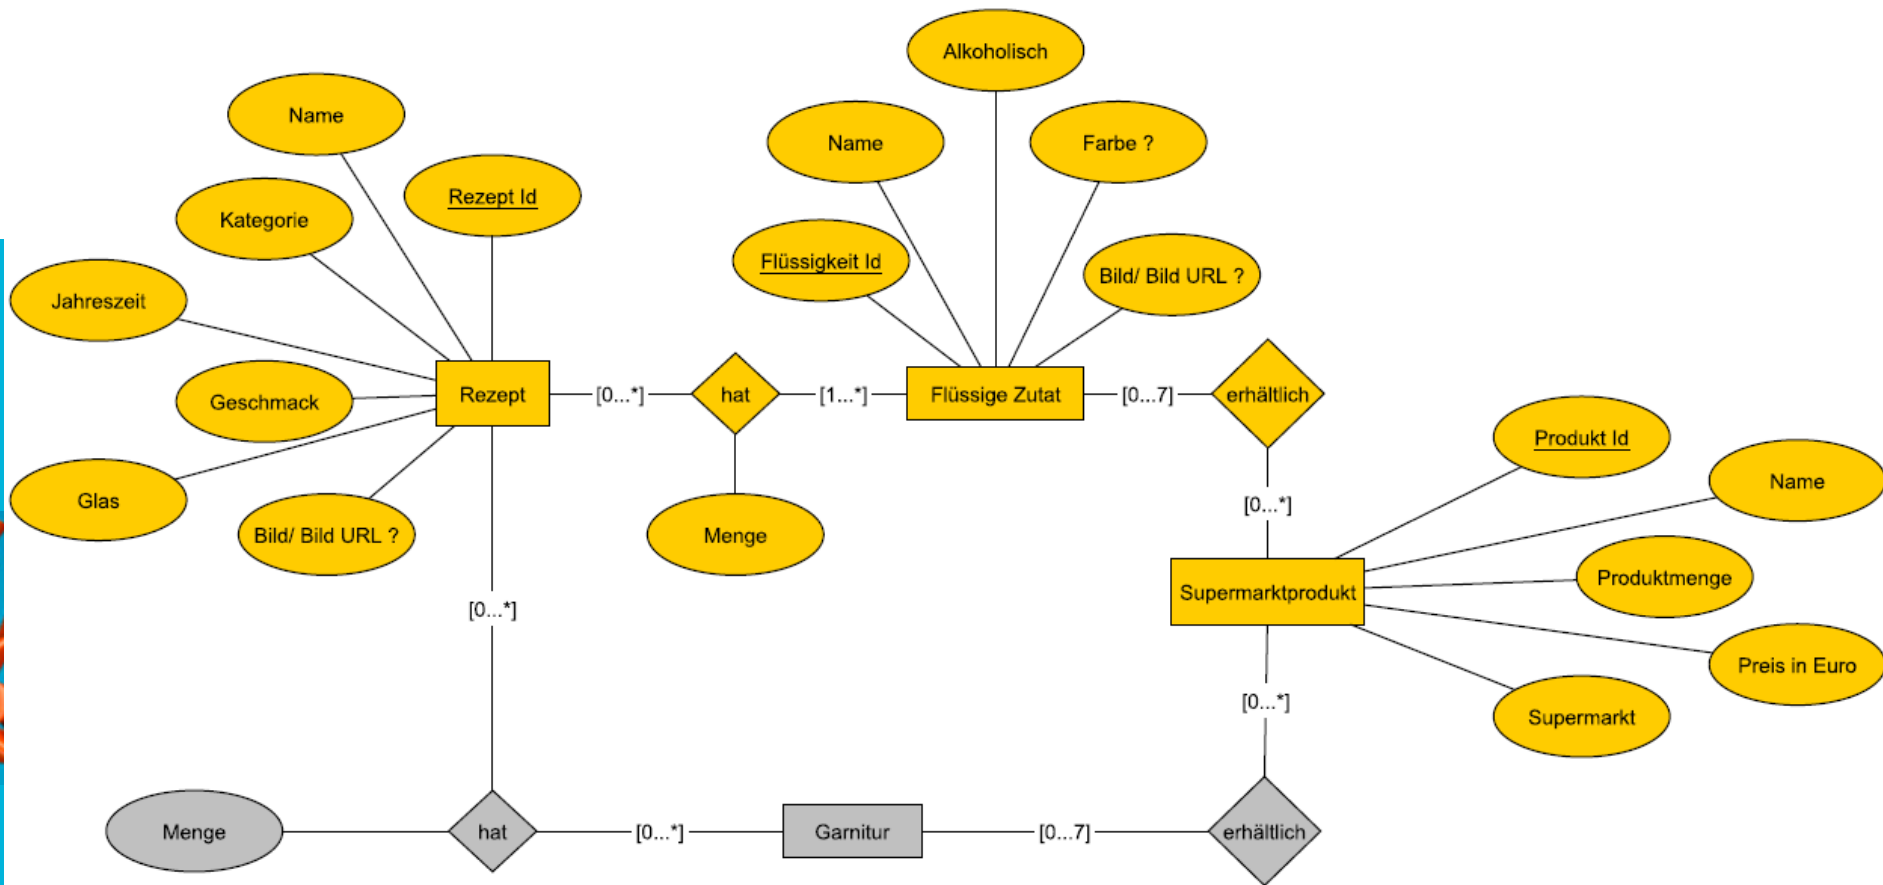 Alkoholisch
Name
Name
Farbe ?
Rezept Id
Kategorie
Flüssigkeit Id
Bild/ Bild URL ?
Jahreszeit
Geschmack
Rezept
[0...*]
hat
[1...*]
Flüssige Zutat
[0...7]
erhältlich
Produkt Id
Name
Glas
Bild/ Bild URL ?
Menge
[0...*]
Produktmenge
Supermarktprodukt
[0...*]
Preis in Euro
[0...*]
Supermarkt
Menge
hat
[0...*]
Garnitur
[0...7]
erhältlich